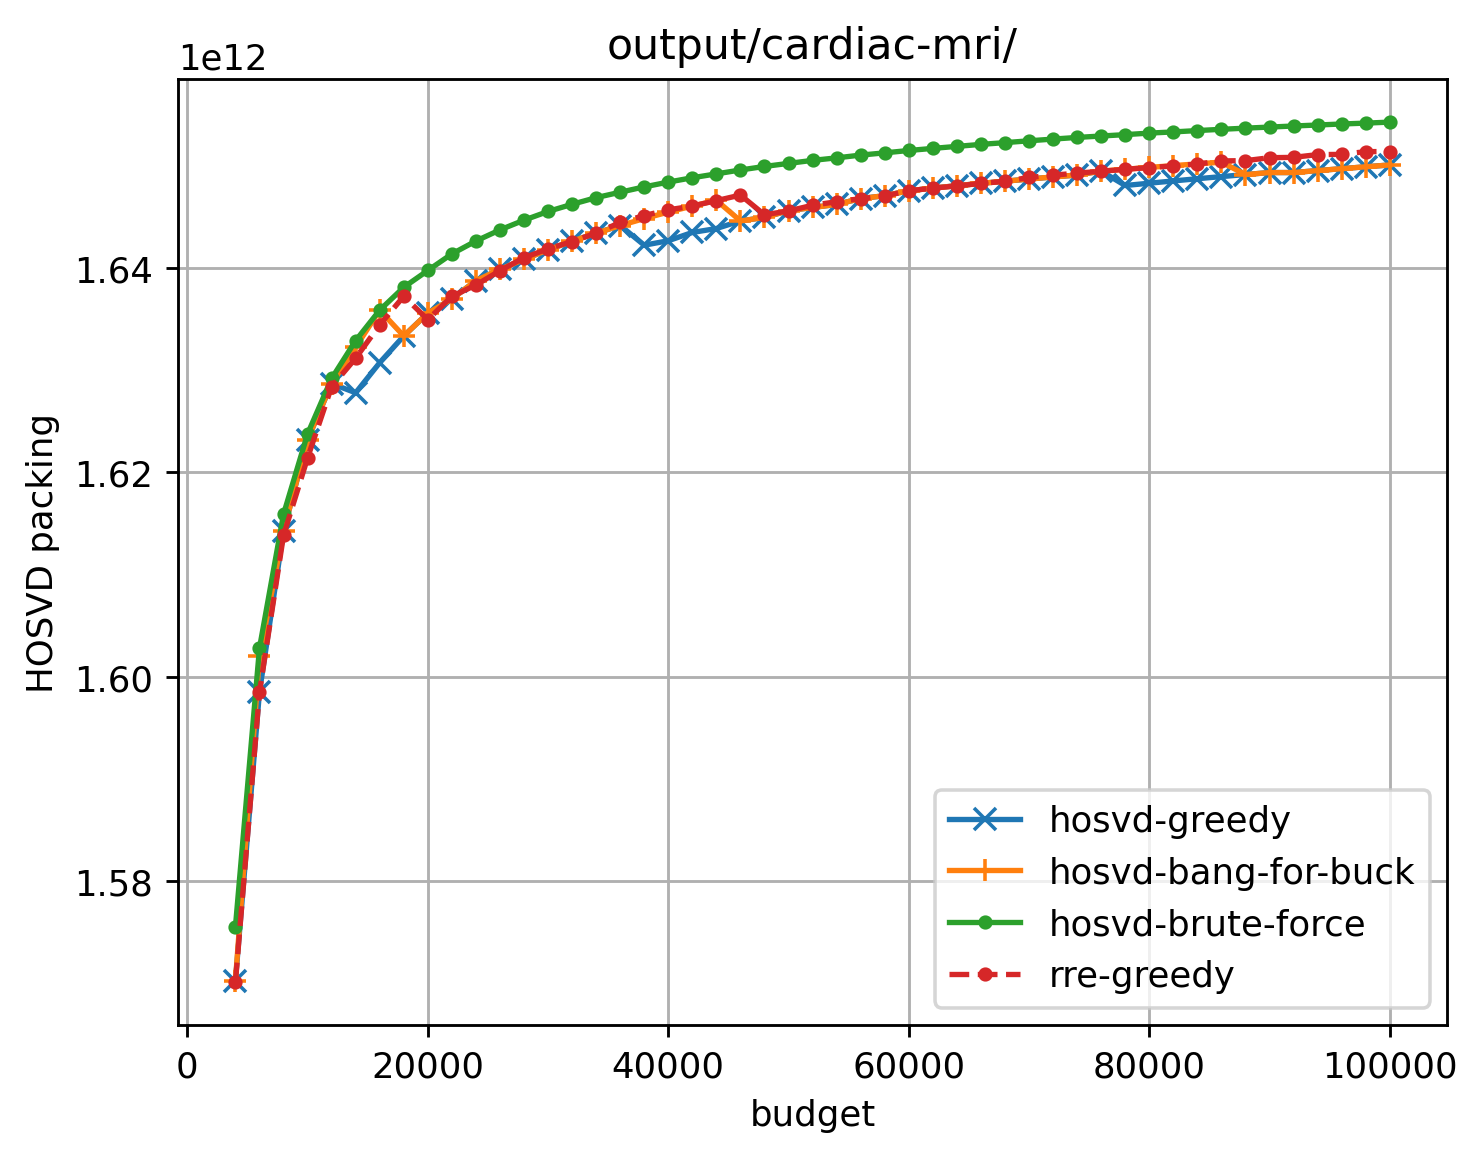 output/cardiac-mri/
1e12
1.64
1.62
1.60
1.58
HOSVD packing
0
20000
40000
60000
80000
100000
budget
hosvd-greedy
hosvd-bang-for-buck
hosvd-brute-force
rre-greedy